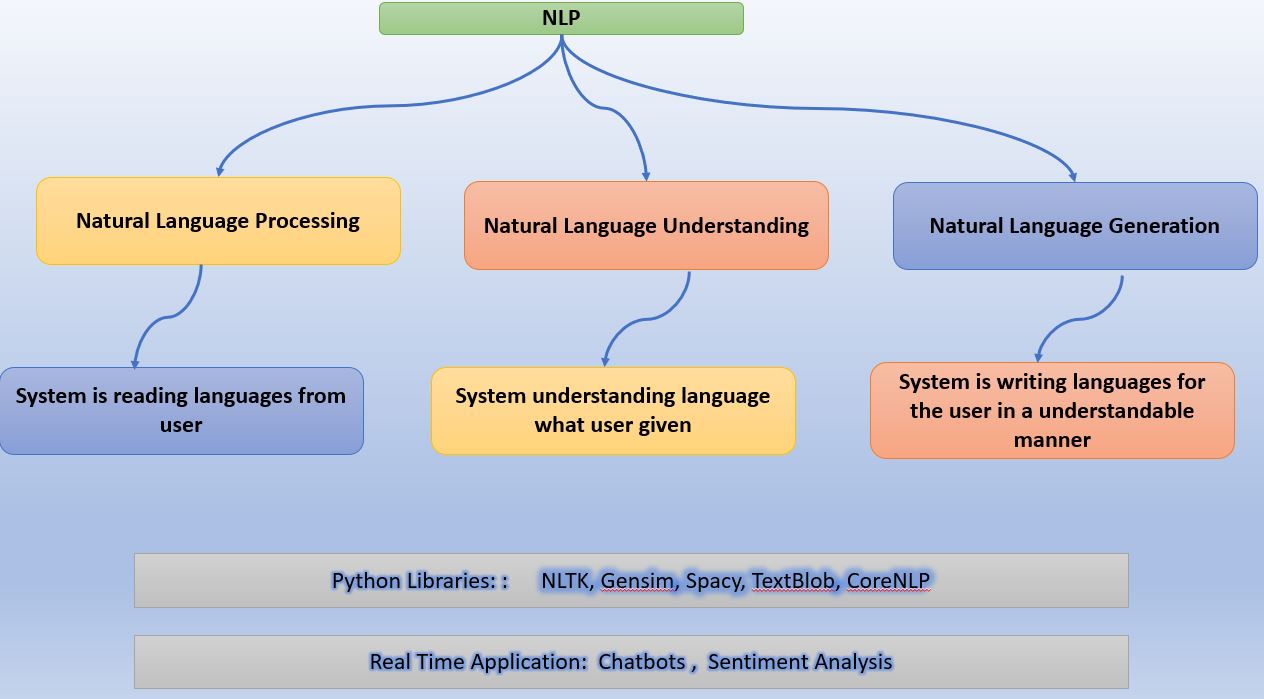 NLP
Natural Language Processing
Natural Language Understanding
Natural Language Generation
System is reading languages from
user
System understanding language
what user given
System is writing languages for
the user in a understandable
manner
Python Libraries: : NLTK, Gensim, Spacy, TextBlob, CoreNLP
Real Time Application: Chatbots , Sentiment Analysis